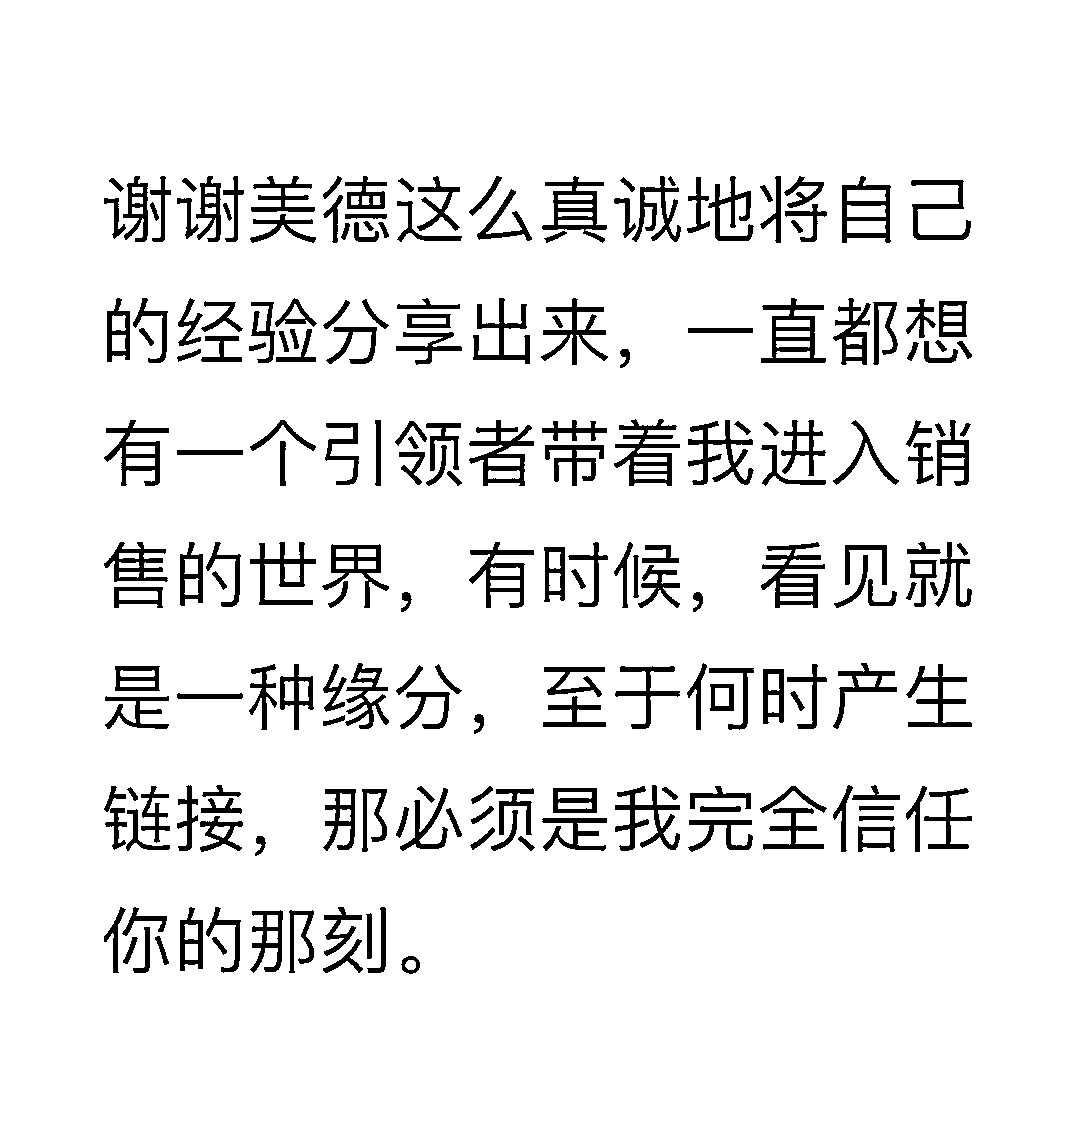 谢谢美德这么真诚地将自己
的经验分享出来，一直都想
有一个引领者带着我进入销
售的世界，有时候，看见就
是一种缘分，至于何时产生
链接，那必须是我完全信任
你的那刻。